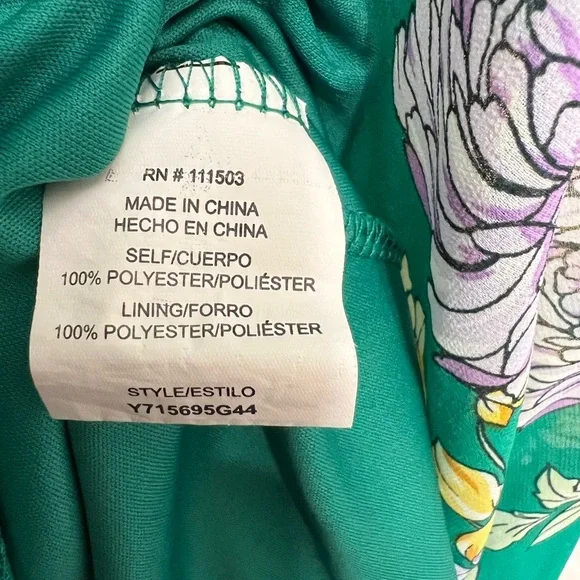 RN # 111503
MADE IN CHINA
HECHO EN CHINA
SELF/CUERPO
100% POLYESTER/POLIÉSTER
LINING/FORRO
100% POLYESTER/POLIÉSTER
STYLE/ESTILO
Y715695G44